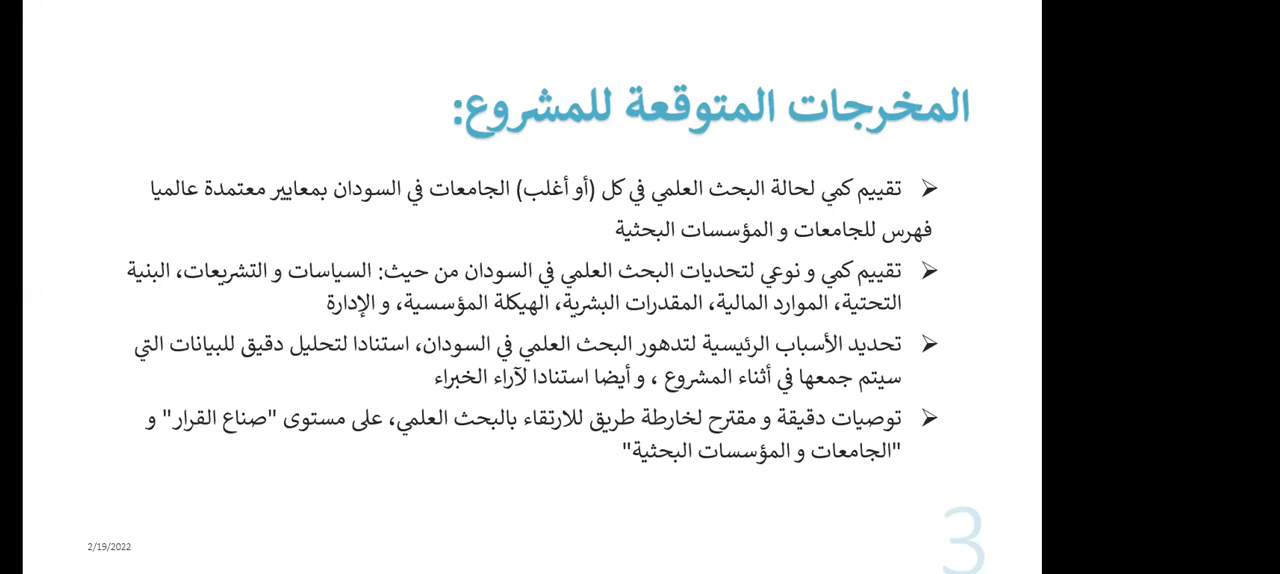 المخرجات المتوقعة للمشروع:
تقييم كمي لحالة البحث العلمي في كل (أو أغلب) الجامعات في السودان بمعايير معتمدة عالميا
فهرس للجامعات و المؤسسات البحثية
تقييم كمي و نوعي لتحديات البحث العلمي في السودان من حيث: السياسات و التشريعات، البنية
التحتية، الموارد المالية، المقدرات البشرية، الهيكلة المؤسسية، و الإدارة
تحديد الأسباب الرئيسية لتدهور البحث العلمي في السودان، استنادا لتحليل دقيق للبيانات التي
سيتم جمعها في أثناء المشروع ، و أيضا استنادا لآراء الخبراء
توصيات دقيقة و مقترح لخارطة طريق للارتقاء بالبحث العلمي، على مستوى "صناع القرار" و
"الجامعات و المؤسسات البحثية"
3
2/19/2022